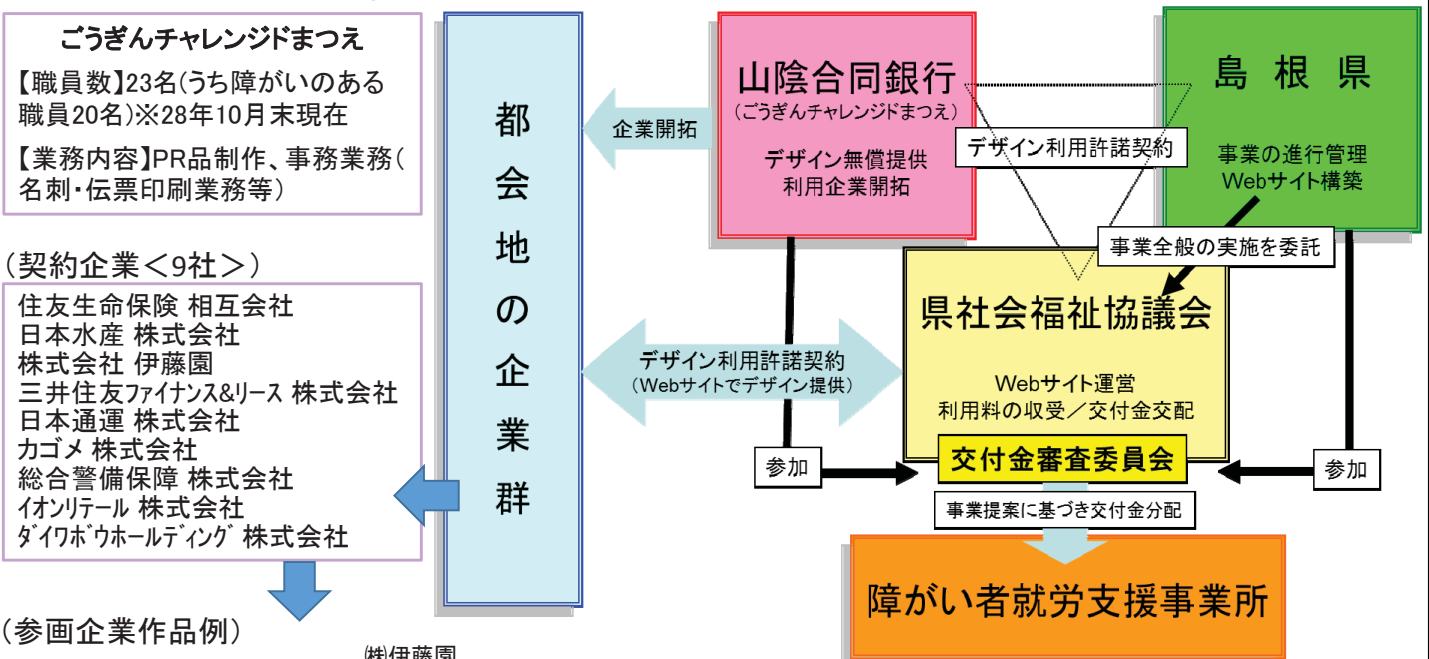 ごうぎんチャレンジドまつえ
【職員数】23名(うち障がいのある
職員20名)※28年10月末現在
【業務内容】PR品制作、事務業務(
名刺・伝票印刷業務等)
(契約企業<9社>)
住友生命保険 相互会社
日本水産 株式会社
株式会社 伊藤園
三井住友ファイナンス&リース 株式会社
日本通運 株式会社
カゴメ 株式会社
総合警備保障 株式会社
イオンリテール 株式会社
ダイワボウホールディング 株式会社
(参画企業作品例)
㈱伊藤園
都会地の企業群
企業開拓
山陰合同銀行
(ごうぎんチャレンジドまつえ)
デザイン無償提供
利用企業開拓
デザイン利用許諾契約
島根県
事業の進行管理
Webサイト構築
事業全般の実施を委託
デザイン利用許諾契約
(Webサイトでデザイン提供)
県社会福祉協議会
Webサイト運営
利用料の収受/交付金交配
交付金審査委員会
参加
参加
事業提案に基づき交付金分配
障がい者就労支援事業所